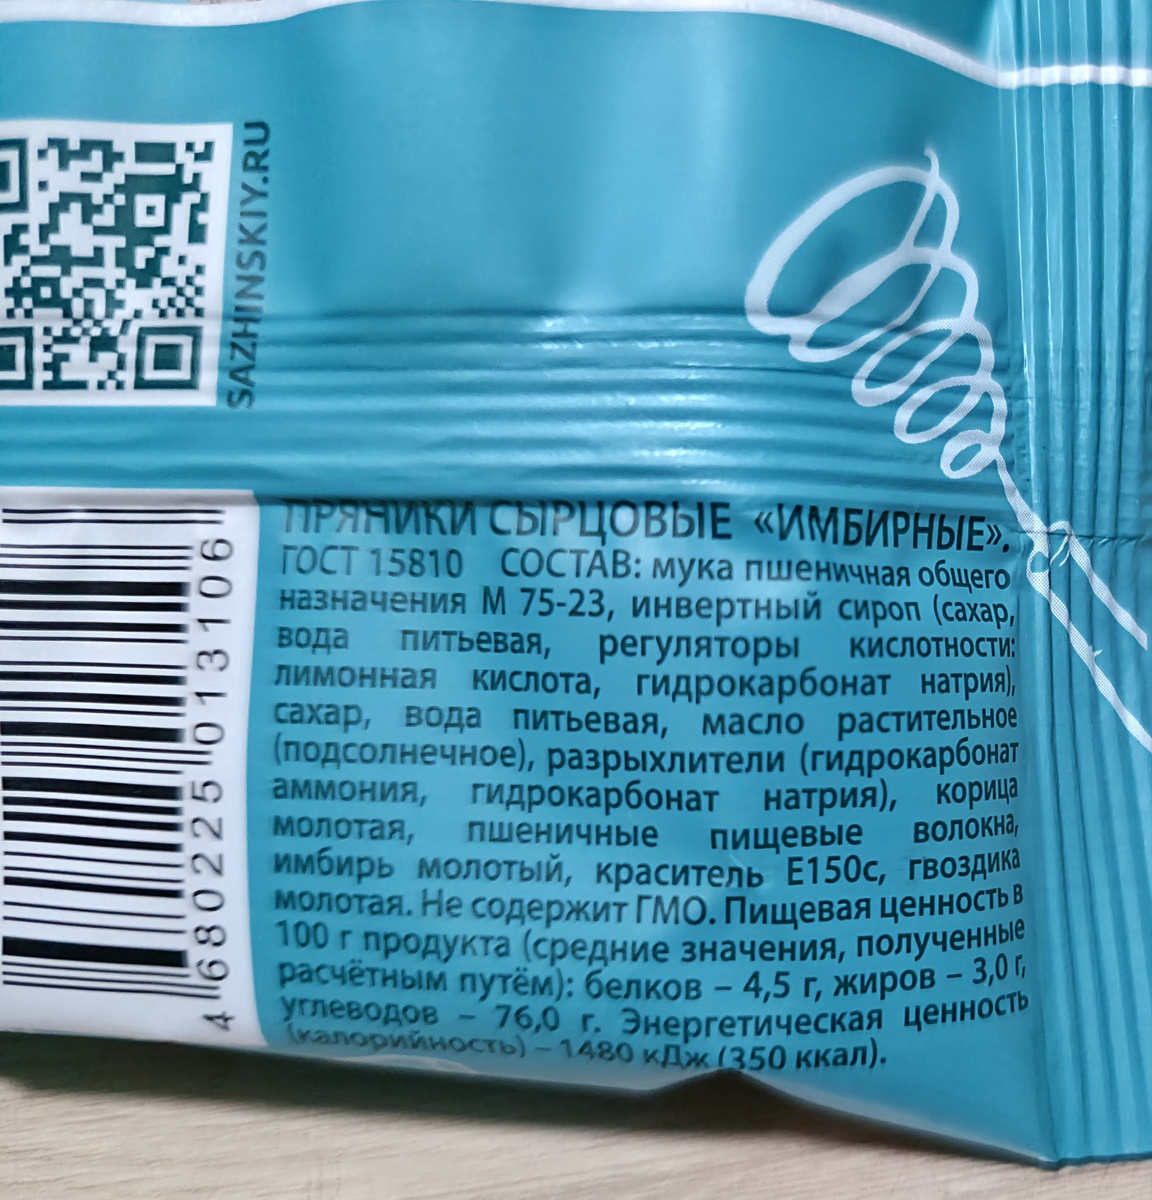 SAZHINSKIY.RU
ПРЯНИКИ СЫРЦОВЫЕ «ИМБИРНЫЕ».
ГОСТ 15810 СОСТАВ: мука пшеничная общего
назначения М 75-23, инвертный сироп (сахар,
вода питьевая, регуляторы кислотности:
лимонная кислота, гидрокарбонат натрия),
сахар, вода питьевая, масло растительное
(подсолнечное), разрыхлители (гидрокарбонат
аммония, гидрокарбонат натрия), корица
молотая, пшеничные пищевые волокна,
имбирь молотый, краситель Е150с, гвоздика
молотая. Не содержит ГМО. Пищевая ценность в
100 г продукта (средние значения, полученные
расчётным путём): белков – 4,5 г, жиров – 3,0 г,
углеводов – 76,0 г. Энергетическая ценность
(калорийность) – 1480 кДж (350 ккал).
4 680225 013106